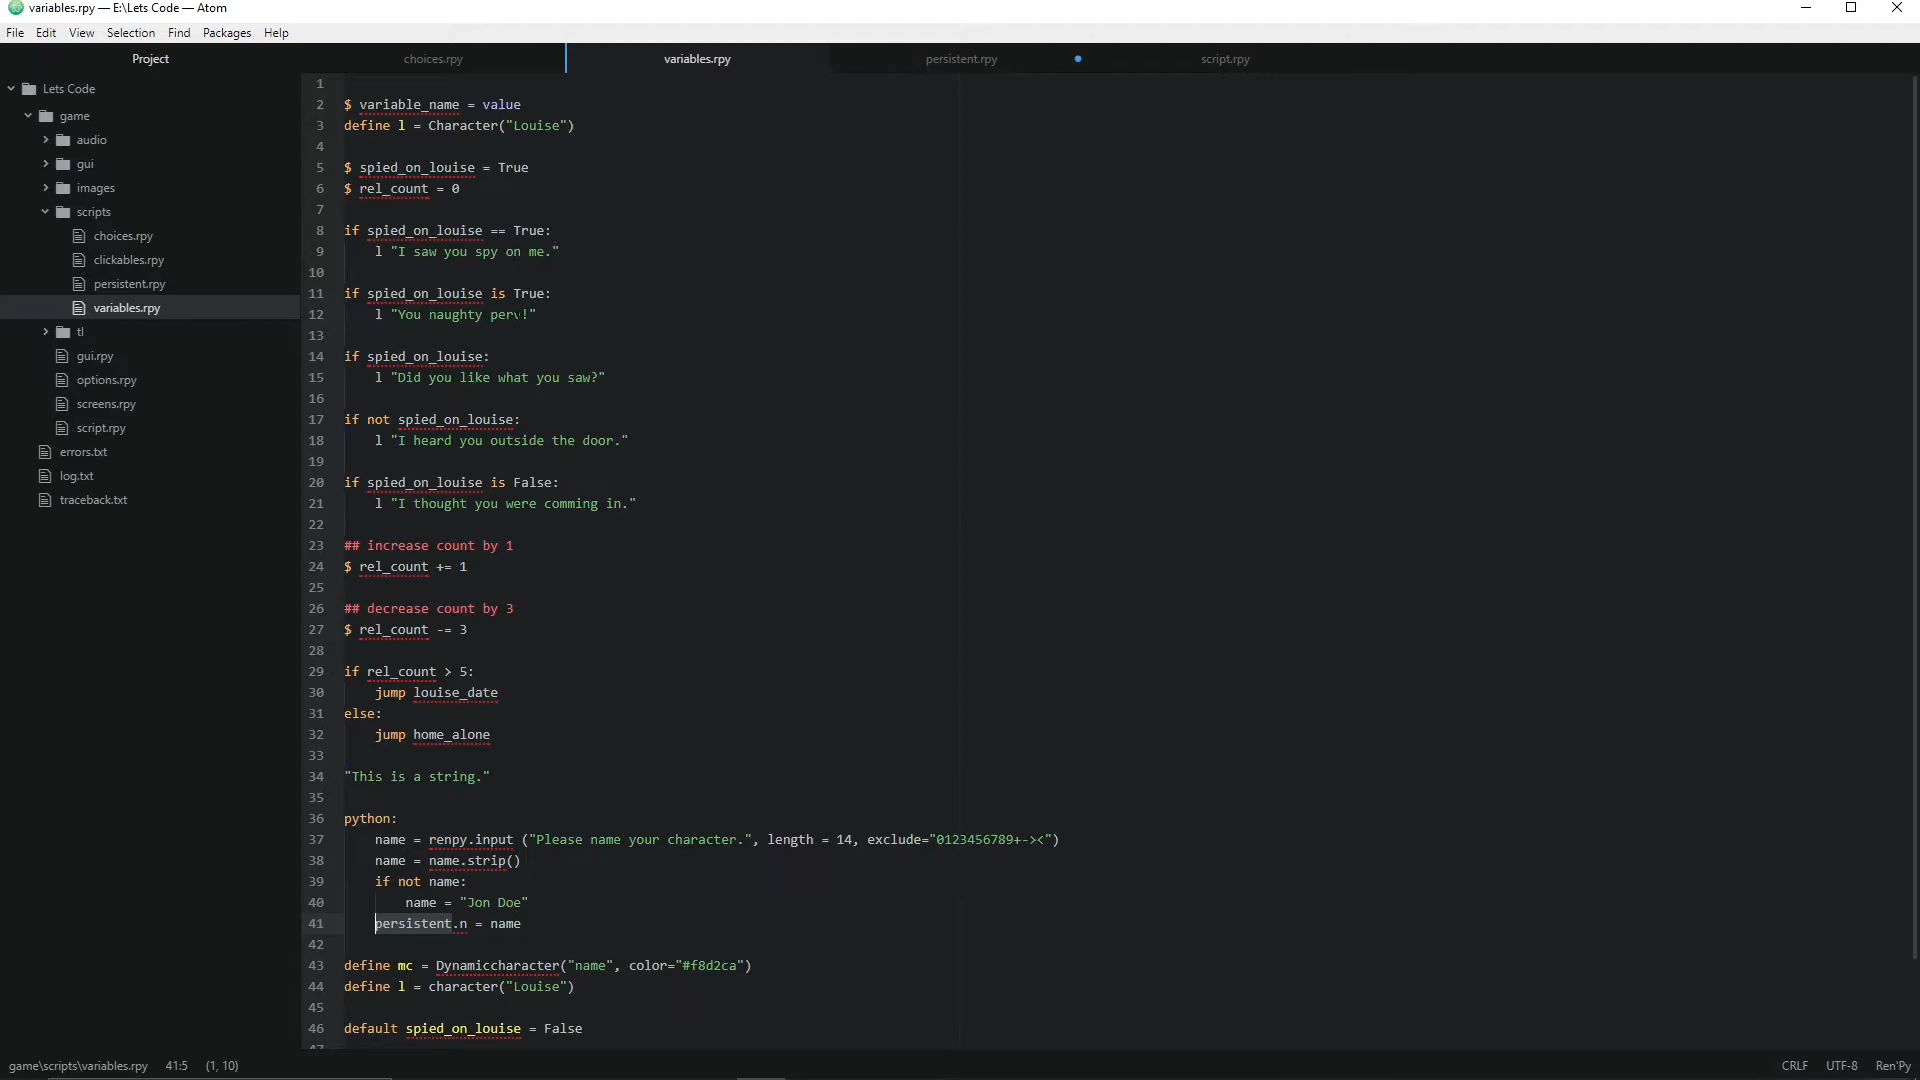 variables.rpy — E:\Lets Code — Atom
File Edit View Selection Find Packages Help
Project
choices.rpy variables.rpy persistent.rpy script.rpy
Lets Code
game
audio
gui
images
scripts
choices.rpy
clickables.rpy
persistent.rpy
variables.rpy
tl
gui.rpy
options.rpy
screens.rpy
script.rpy
errors.txt
log.txt
traceback.txt
1
2 $ variable_name = value
3 define l = Character("Louise")
4
5 $ spied_on_louise = True
6 $ rel_count = 0
7
8 if spied_on_louise == True:
9 l "I saw you spy on me."
10
11 if spied_on_louise is True:
12 l "You naughty perv!"
13
14 if spied_on_louise:
15 l "Did you like what you saw?"
16
17 if not spied_on_louise:
18 l "I heard you outside the door."
19
20 if spied_on_louise is False:
21 l "I thought you were comming in."
22
23 ## increase count by 1
24 $ rel_count += 1
25
26 ## decrease count by 3
27 $ rel_count -= 3
28
29 if rel_count > 5:
30 jump louise_date
31 else:
32 jump home_alone
33
34 "This is a string."
35
36 python:
37 name = renpy.input ("Please name your character.", length = 14, exclude="0123456789+-><")
38 name = name.strip()
39 if not name:
40 name = "Jon Doe"
41 persistent.n = name
42
43 define mc = Dynamiccharacter("name", color="#f8d2ca")
44 define l = character("Louise")
45
46 default spied_on_louise = False
47
game\scripts\variables.rpy 41:5 (1, 10) CRLF UTF-8 Ren'Py